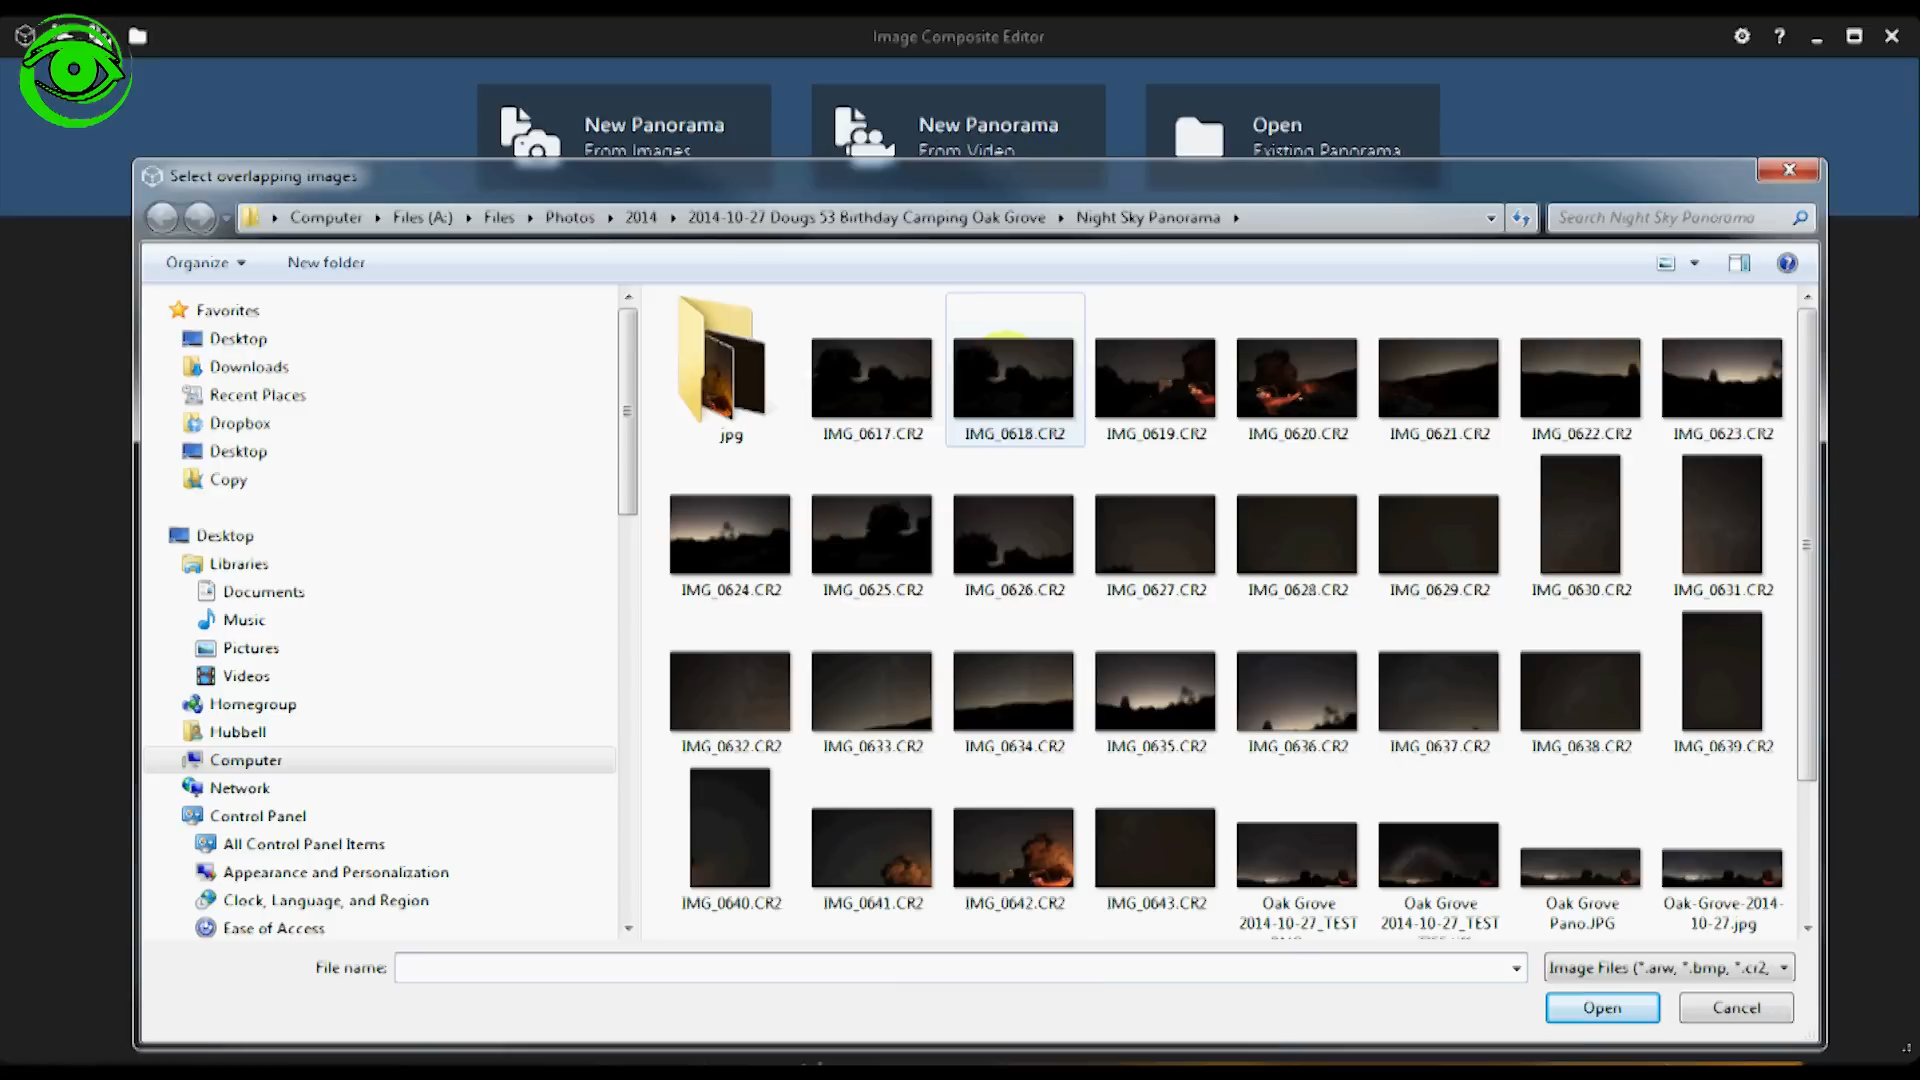 Image Composite Editor
New Panorama
From Images
New Panorama
From Video
Open
Existing Panorama
Select overlapping images
Computer
Files (A:)
Files
Photos
2014
2014-10-27 Dougs 53 Birthday Camping Oak Grove
Night Sky Panorama
Search Night Sky Panorama
Organize
New folder
Favorites
Desktop
Downloads
Recent Places
Dropbox
Desktop
Copy
Desktop
Libraries
Documents
Music
Pictures
Videos
Homegroup
Hubbell
Computer
Network
Control Panel
All Control Panel Items
Appearance and Personalization
Clock, Language, and Region
Ease of Access
jpg
IMG_0617.CR2
IMG_0618.CR2
IMG_0619.CR2
IMG_0620.CR2
IMG_0621.CR2
IMG_0622.CR2
IMG_0623.CR2
IMG_0624.CR2
IMG_0625.CR2
IMG_0626.CR2
IMG_0627.CR2
IMG_0628.CR2
IMG_0629.CR2
IMG_0630.CR2
IMG_0631.CR2
IMG_0632.CR2
IMG_0633.CR2
IMG_0634.CR2
IMG_0635.CR2
IMG_0636.CR2
IMG_0637.CR2
IMG_0638.CR2
IMG_0639.CR2
IMG_0640.CR2
IMG_0641.CR2
IMG_0642.CR2
IMG_0643.CR2
Oak Grove
2014-10-27_TEST
Oak Grove
2014-10-27_TEST
Oak Grove
Pano.JPG
Oak-Grove-2014-
10-27.jpg
File name:
Image Files (*.arw, *.bmp, *.cr2,
Open
Cancel